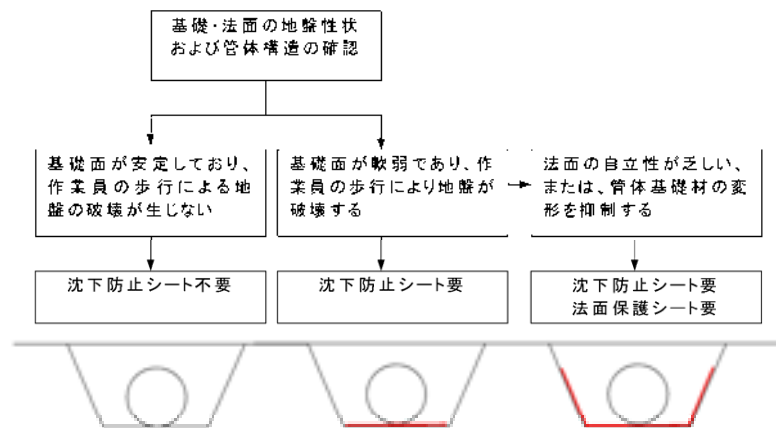 基礎・法面の地盤性状
および管体構造の確認
基礎面が安定しており、
作業員の歩行による地
盤の破壊が生じない
基礎面が軟弱であり、作
業員の歩行により地盤が
破壊する
法面の自立性が乏しい、
または、管体基礎材の変
形を抑制する
沈下防止シート不要
沈下防止シート要
沈下防止シート要
法面保護シート要